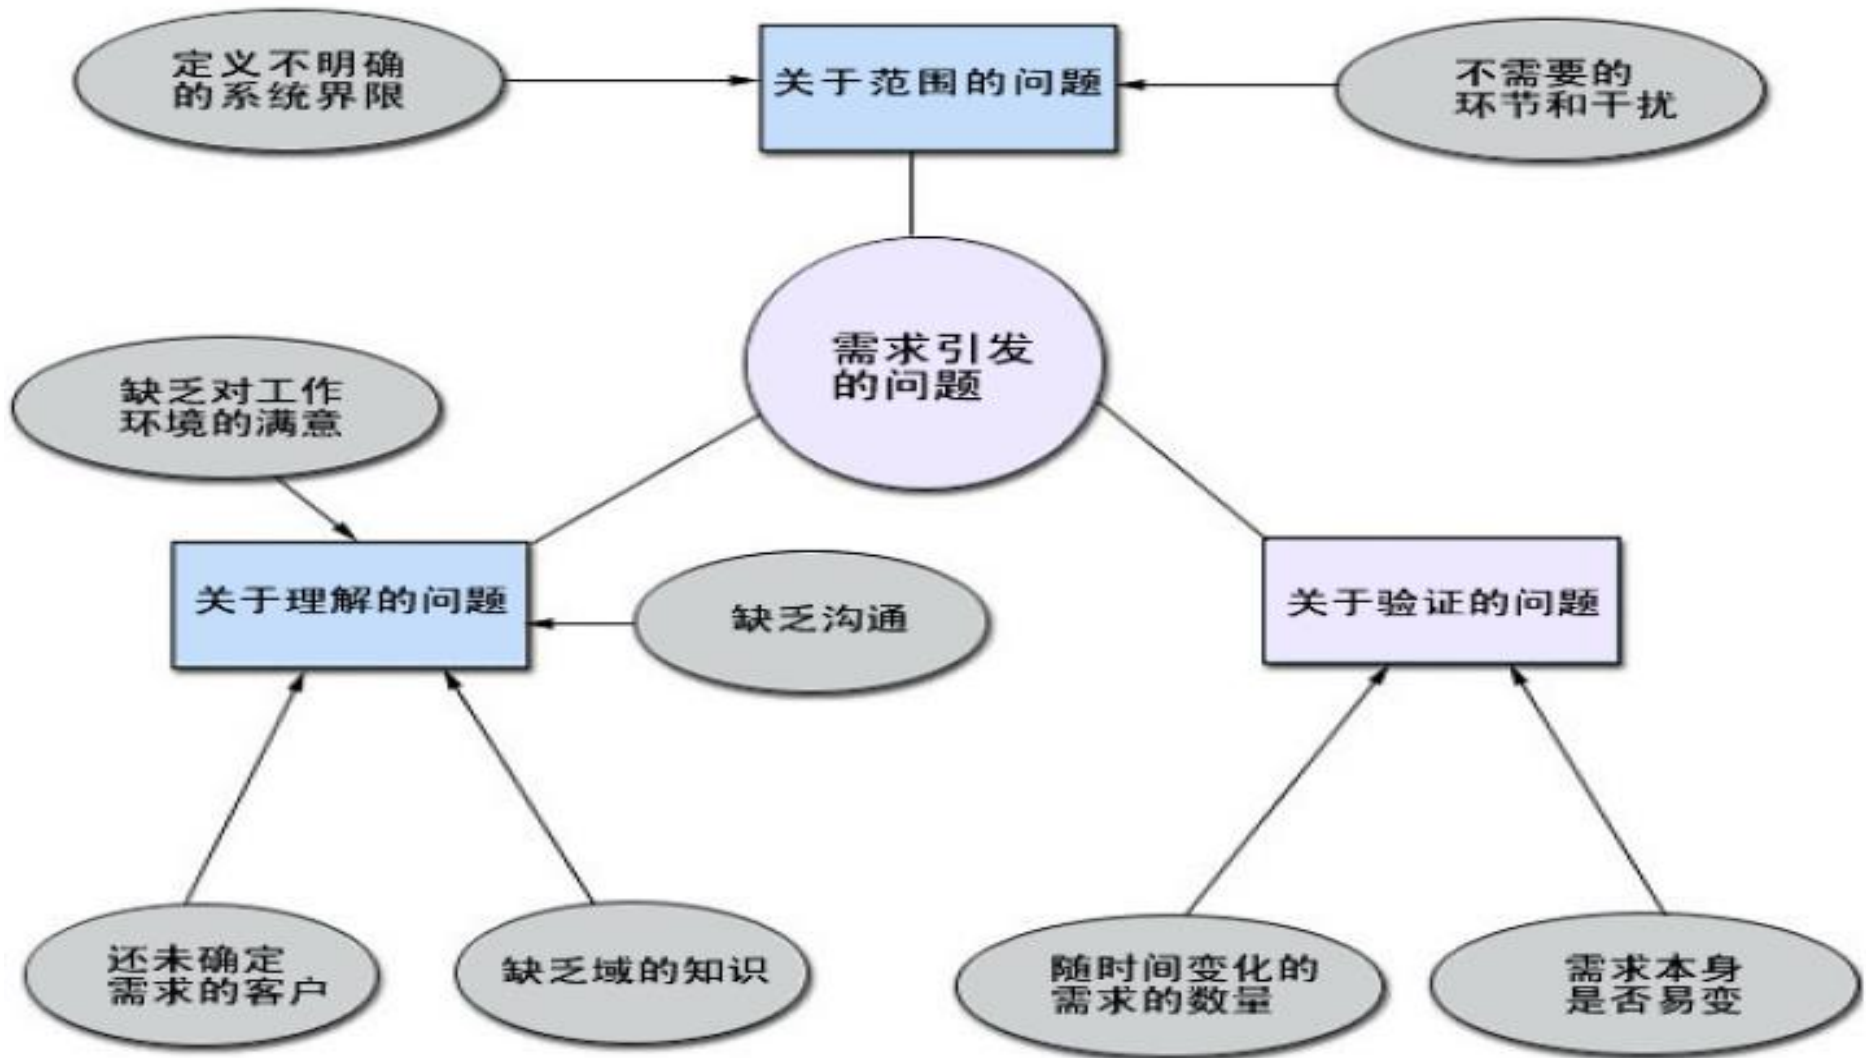 定义不明确
的系统界限
关于范围的问题
不需要的
环节和干扰
需求引发
的问题
缺乏对工作
环境的满意
关于理解的问题
缺乏沟通
关于验证的问题
还未确定
需求的客户
缺乏域的知识
随时间变化的
需求的数量
需求本身
是否易变